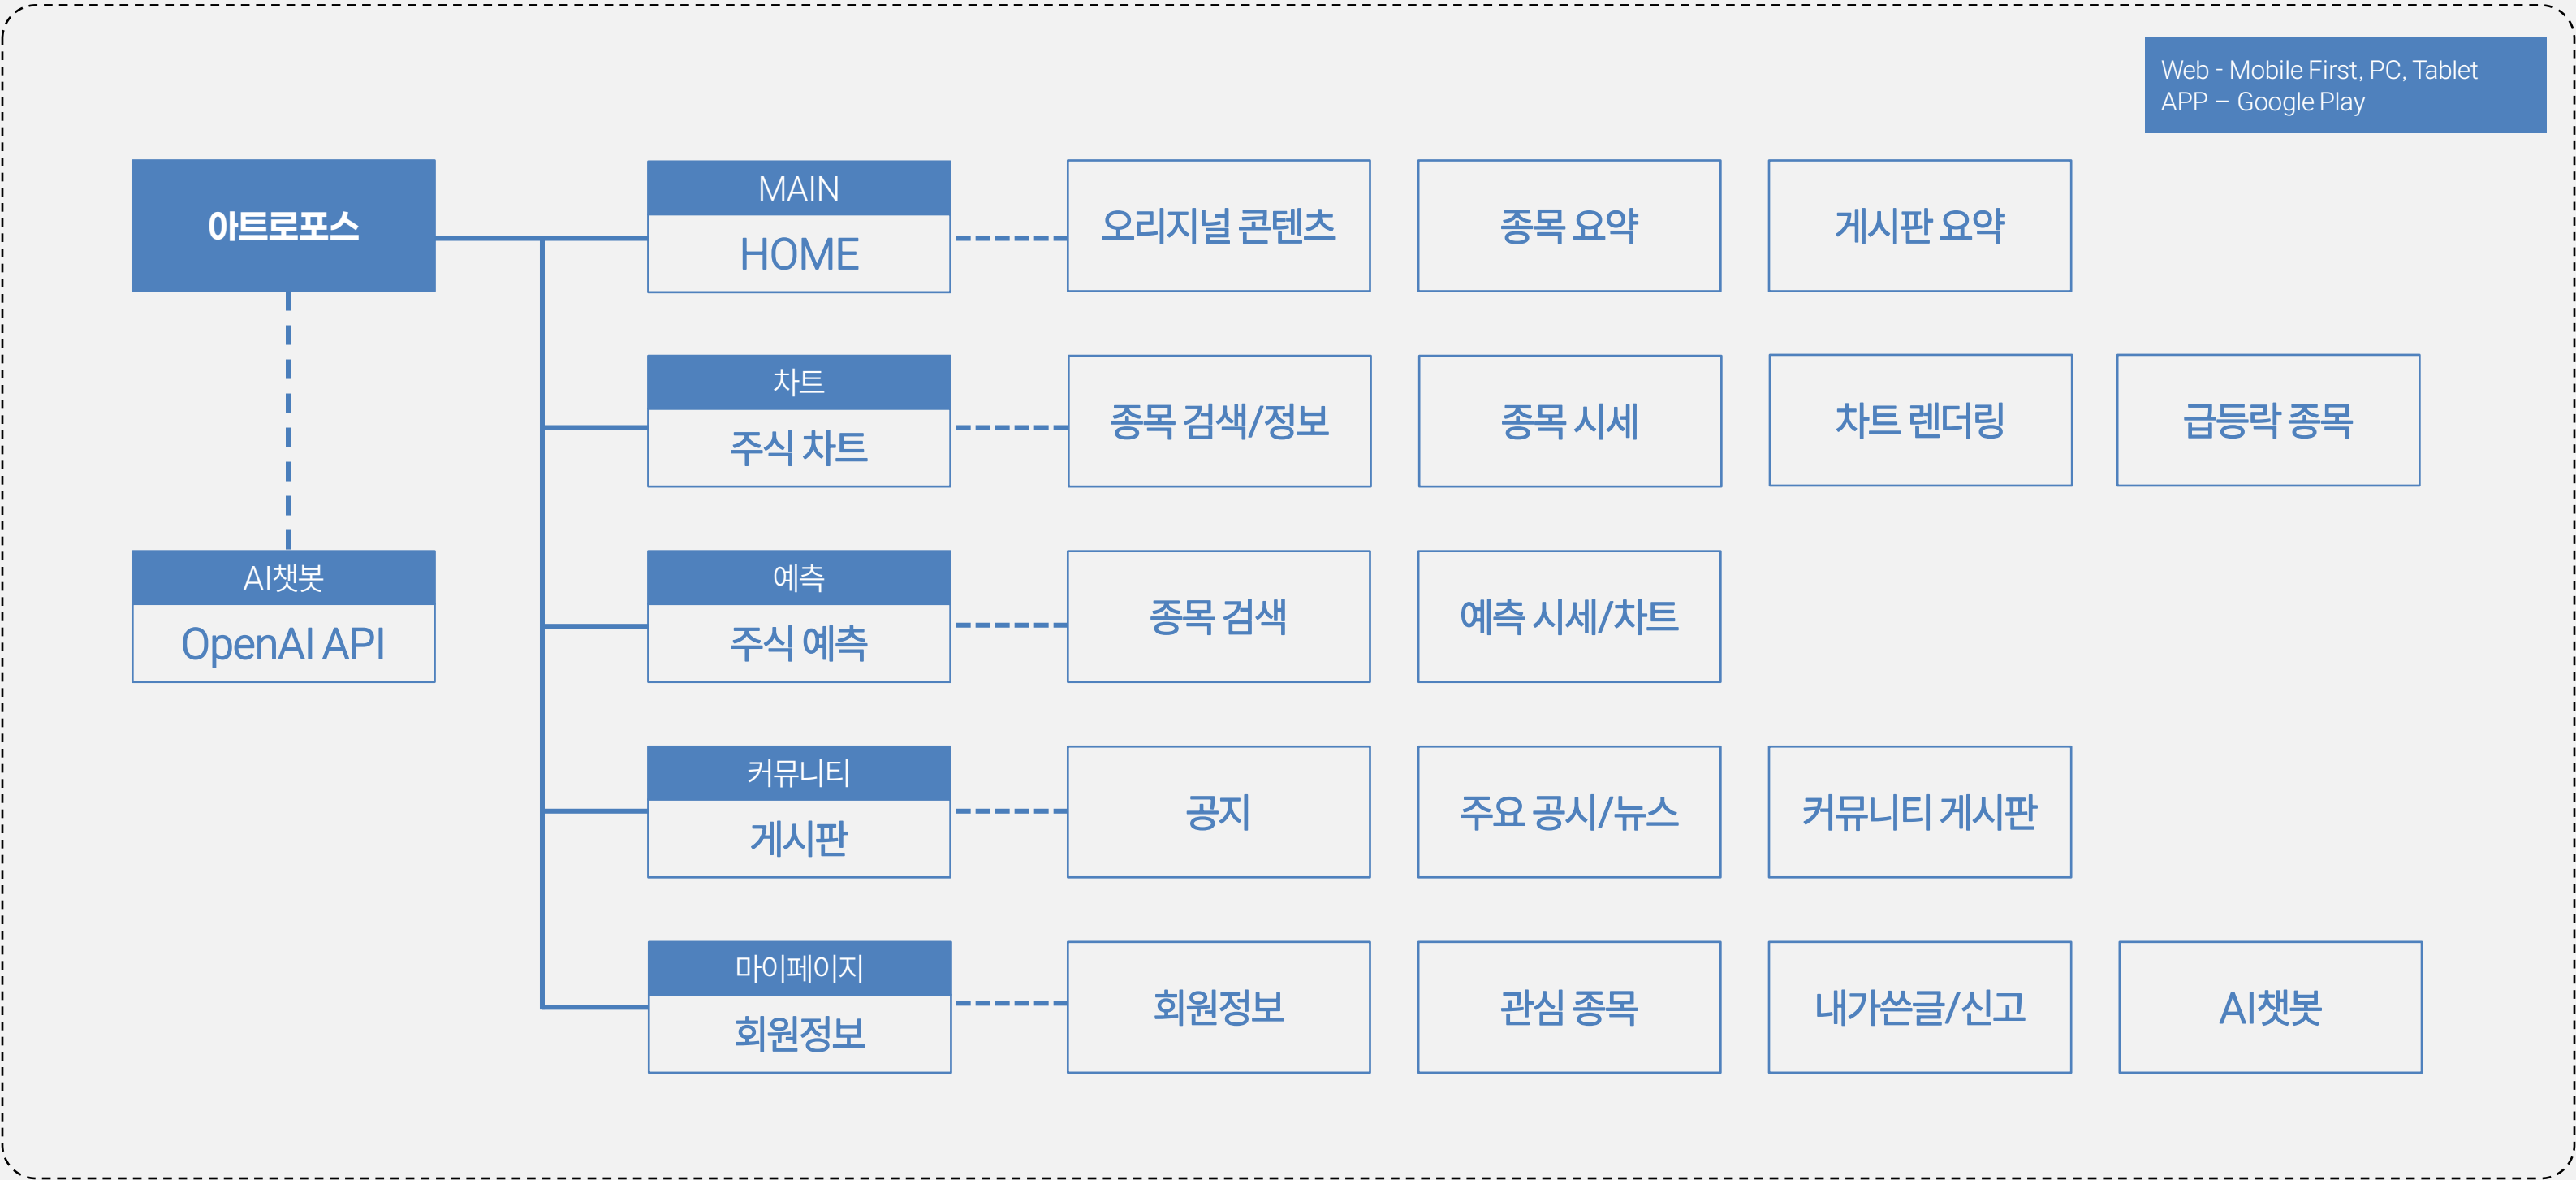 Web - Mobile First, PC, Tablet
APP – Google Play
아트로포스
MAIN
HOME
오리지널 콘텐츠
종목 요약
게시판 요약
차트
주식 차트
종목 검색/정보
종목 시세
차트 렌더링
급등락 종목
AI챗봇
OpenAI API
예측
주식 예측
종목 검색
예측 시세/차트
커뮤니티
게시판
공지
주요 공시/뉴스
커뮤니티 게시판
마이페이지
회원정보
회원정보
관심 종목
내가쓴글/신고
AI챗봇